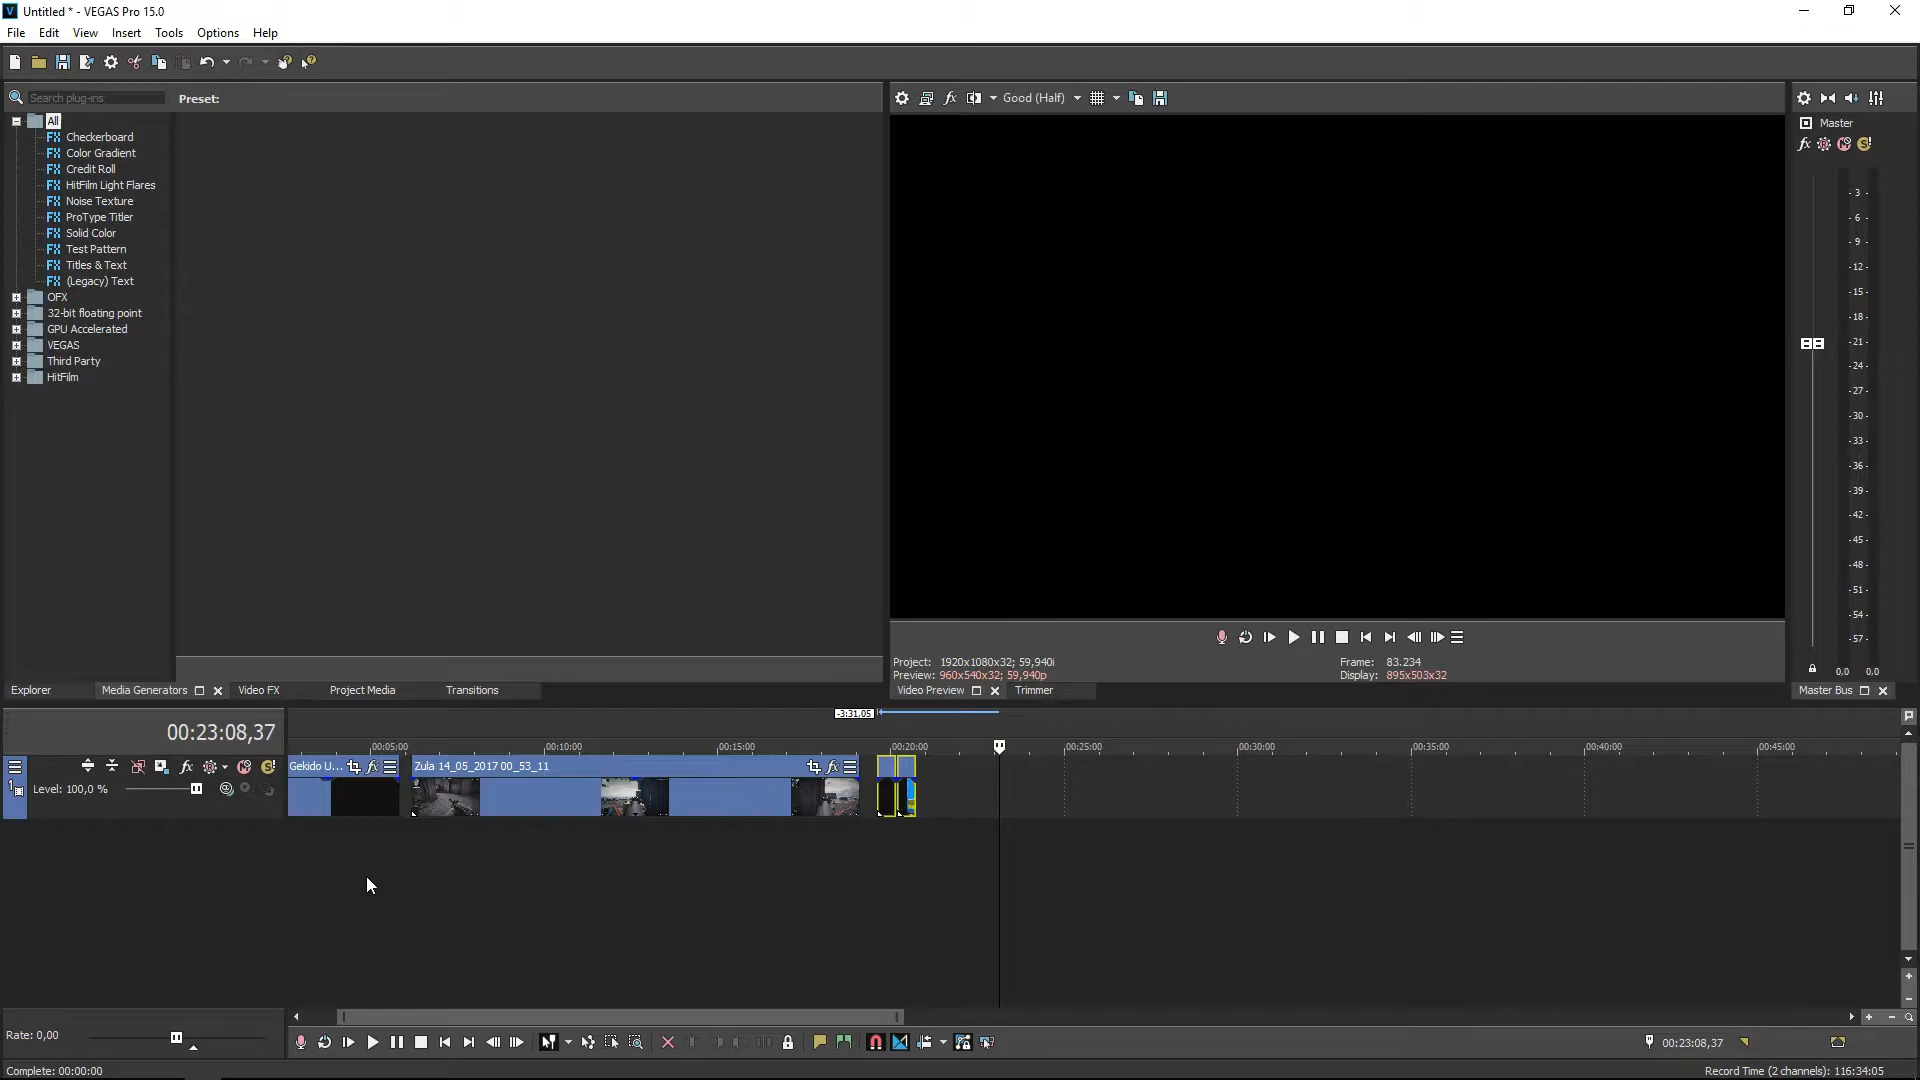 Untitled * - VEGAS Pro 15.0
File Edit View Insert Tools Options Help
Search plug-ins
Preset:
All
Checkerboard
Color Gradient
Credit Roll
HitFilm Light Flares
Noise Texture
ProType Titler
Solid Color
Test Pattern
Titles & Text
(Legacy) Text
OFX
32-bit floating point
GPU Accelerated
VEGAS
Third Party
HitFilm
Good (Half)
Master
- 3 -
- 6 -
- 9 -
- 12 -
- 15 -
- 18 -
- 21 -
- 24 -
- 27 -
- 30 -
- 33 -
- 36 -
- 39 -
- 42 -
- 45 -
- 48 -
- 51 -
- 54 -
- 57 -
0,0 0,0
Project: 1920x1080x32; 59,940i
Preview: 960x540x32; 59,940p
Frame: 83.234
Display: 895x503x32
Explorer Media Generators Video FX Project Media Transitions
Video Preview Trimmer
Master Bus
-3:31.05
00:23:08,37
00:05:00 00:10:00 00:15:00 00:20:00 00:25:00 00:30:00 00:35:00 00:40:00 00:45:00
Gekido U... Zula 14_05_2017 00_53_11
1
Level: 100,0 %
Rate: 0,00
00:23:08,37
Complete: 00:00:00
Record Time (2 channels): 116:34:05